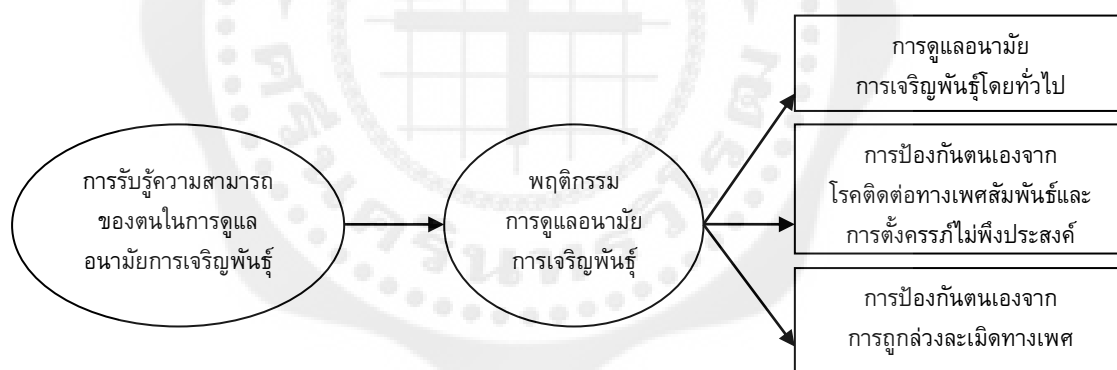 การรับรู้ความสามารถ
ของตนในการดูแล
อนามัยการเจริญพันธุ์
พฤติกรรม
การดูแลอนามัย
การเจริญพันธุ์
การดูแลอนามัย
การเจริญพันธุ์โดยทั่วไป
การป้องกันตนเองจาก
โรคติดต่อทางเพศสัมพันธ์และ
การตั้งครรภ์ไม่พึงประสงค์
การป้องกันตนเองจาก
การถูกล่วงละเมิดทางเพศ